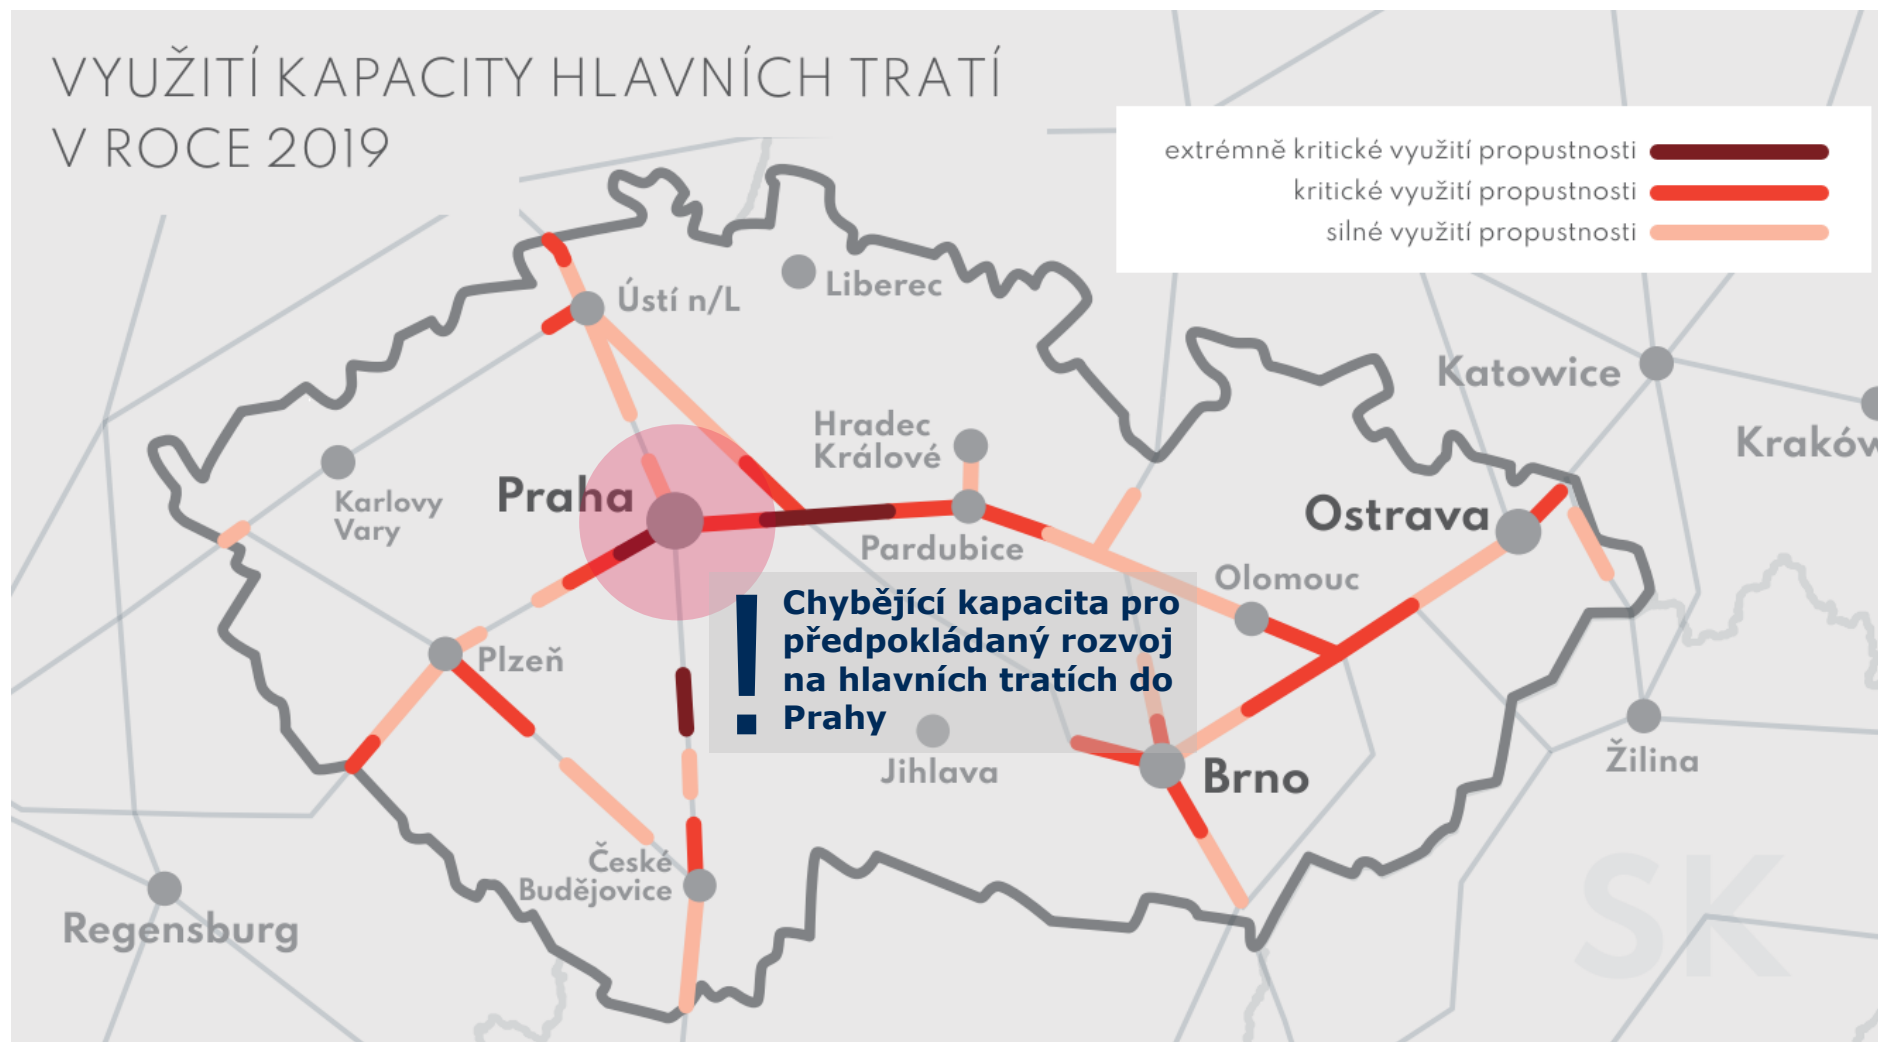 VYUŽITÍ KAPACITY HLAVNÍCH TRATÍ
V ROCE 2019
extrémně kritické využití propustnosti
kritické využití propustnosti
silné využití propustnosti
Ústí n/L
Liberec
Katowice
Kraków
Hradec
Králové
Karlovy
Vary
Praha
Pardubice
Ostrava
Olomouc
! Chybějící kapacita pro
předpokládaný rozvoj
na hlavních tratích do
Prahy
Plzeň
Jihlava
Brno
Žilina
České
Budějovice
Regensburg
SK